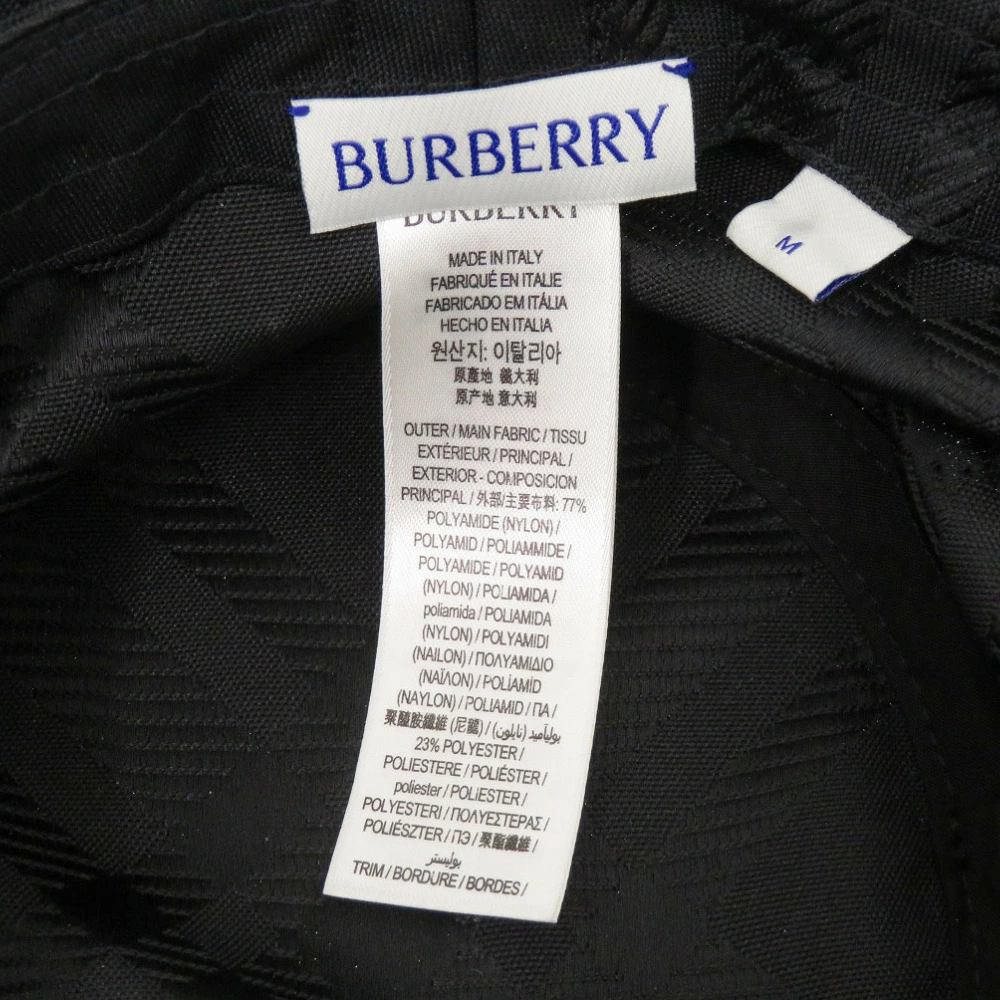 BURBERRY
M
BURBERRY
MADE IN ITALY
FABRIQUÉ EN ITALIE
FABRICADO EM ITÁLIA
HECHO EN ITALIA
원산지: 이탈리아
原產地 義大利
原产地 意大利
OUTER / MAIN FABRIC / TISSU
EXTÉRIEUR / PRINCIPAL /
EXTERIOR - COMPOSICION
PRINCIPAL / 外部/主要布料: 77%
POLYAMIDE (NYLON) /
POLYAMID / POLIAMMIDE /
POLYAMIDE / POLYAMID
(NYLON) / POLIAMIDA /
poliamida / POLIAMIDA
(NYLON) / POLYAMIDI
(NAILON) / ΠΟΛΥΑΜΙΔΙΟ
(ΝΑΪΛΟΝ) / POLİAMİD
(NAYLON) / POLIAMID / ПА /
聚醯胺纖維 (尼龍) / بولیامید (نایلون)
23% POLYESTER /
POLIESTERE / POLIÉSTER /
poliester / POLIESTER /
POLYESTERI / ΠΟΛΥΕΣΤΕΡΑΣ /
POLIÉSZTER / ПЭ / 聚酯纖維 /
بوليستر
TRIM / BORDURE / BORDES /